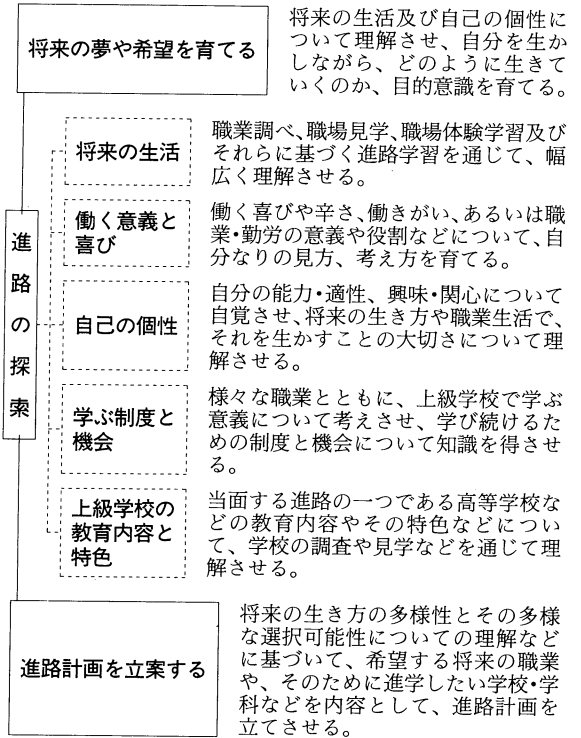 将来の夢や希望を育てる
将来の生活及び自己の個性に
ついて理解させ、自分を生か
しながら、どのように生きて
いくのか、目的意識を育てる。
進路の探索
将来の生活
職業調べ、職場見学、職場体験学習及び
それらに基づく進路学習を通じて、幅
広く理解させる。
働く意義と
喜び
働く喜びや辛さ、働きがい、あるいは職
業・勤労の意義や役割などについて、自
分なりの見方、考え方を育てる。
自己の個性
自分の能力・適性、興味・関心について
自覚させ、将来の生き方や職業生活で、
それを生かすことの大切さについて理
解させる。
学ぶ制度と
機会
様々な職業とともに、上級学校で学ぶ
意義について考えさせ、学び続けるた
めの制度と機会について知識を得させ
る。
上級学校の
教育内容と
特色
当面する進路の一つである高等学校な
どの教育内容やその特色などについ
て、学校の調査や見学などを通じて理
解させる。
進路計画を立案する
将来の生き方の多様性とその多様
な選択可能性についての理解など
に基づいて、希望する将来の職業
や、そのために進学したい学校・学
科などを内容として、進路計画を
立てさせる。